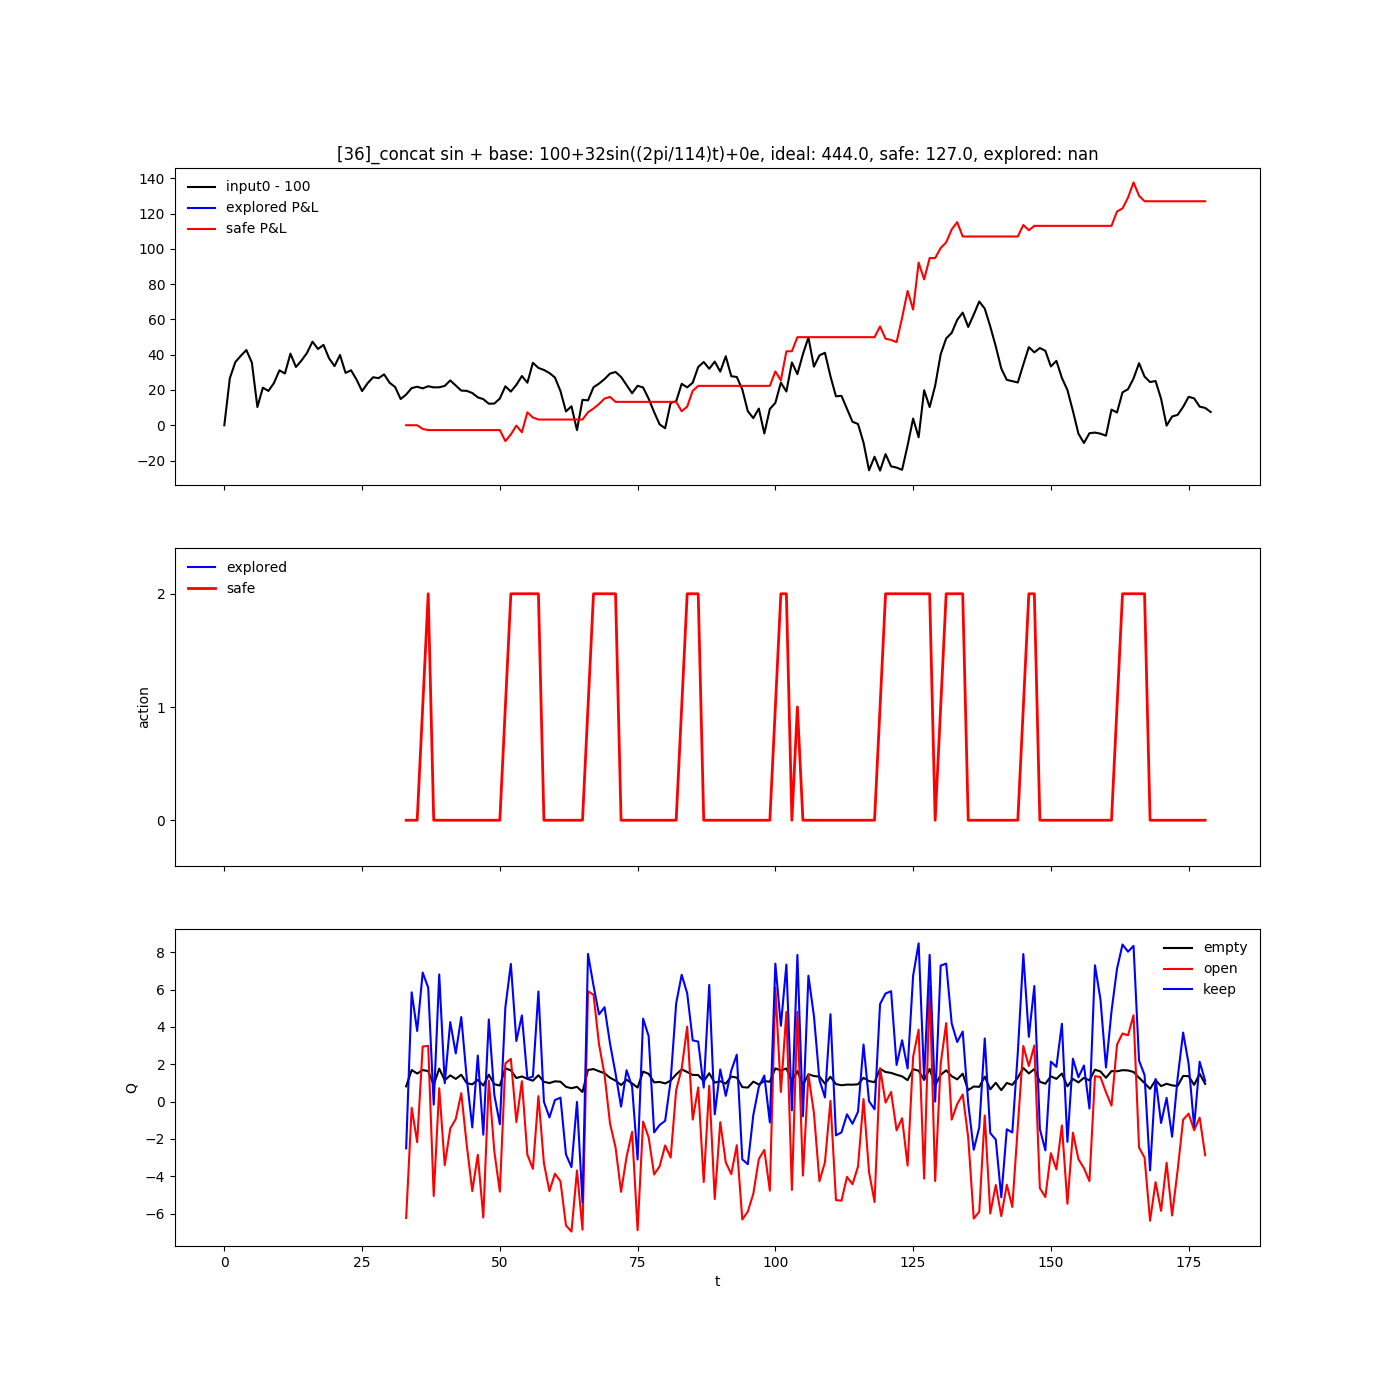 [36]_concat sin + base: 100+32sin((2pi/114)t)+0e, ideal: 444.0, safe: 127.0, explored: nan
140
120
100
80
60
40
20
0
−20
input0 - 100
explored P&L
safe P&L
2
1
0
action
explored
safe
8
6
4
2
0
−2
−4
−6
Q
empty
open
keep
0 25 50 75 100 125 150 175
t